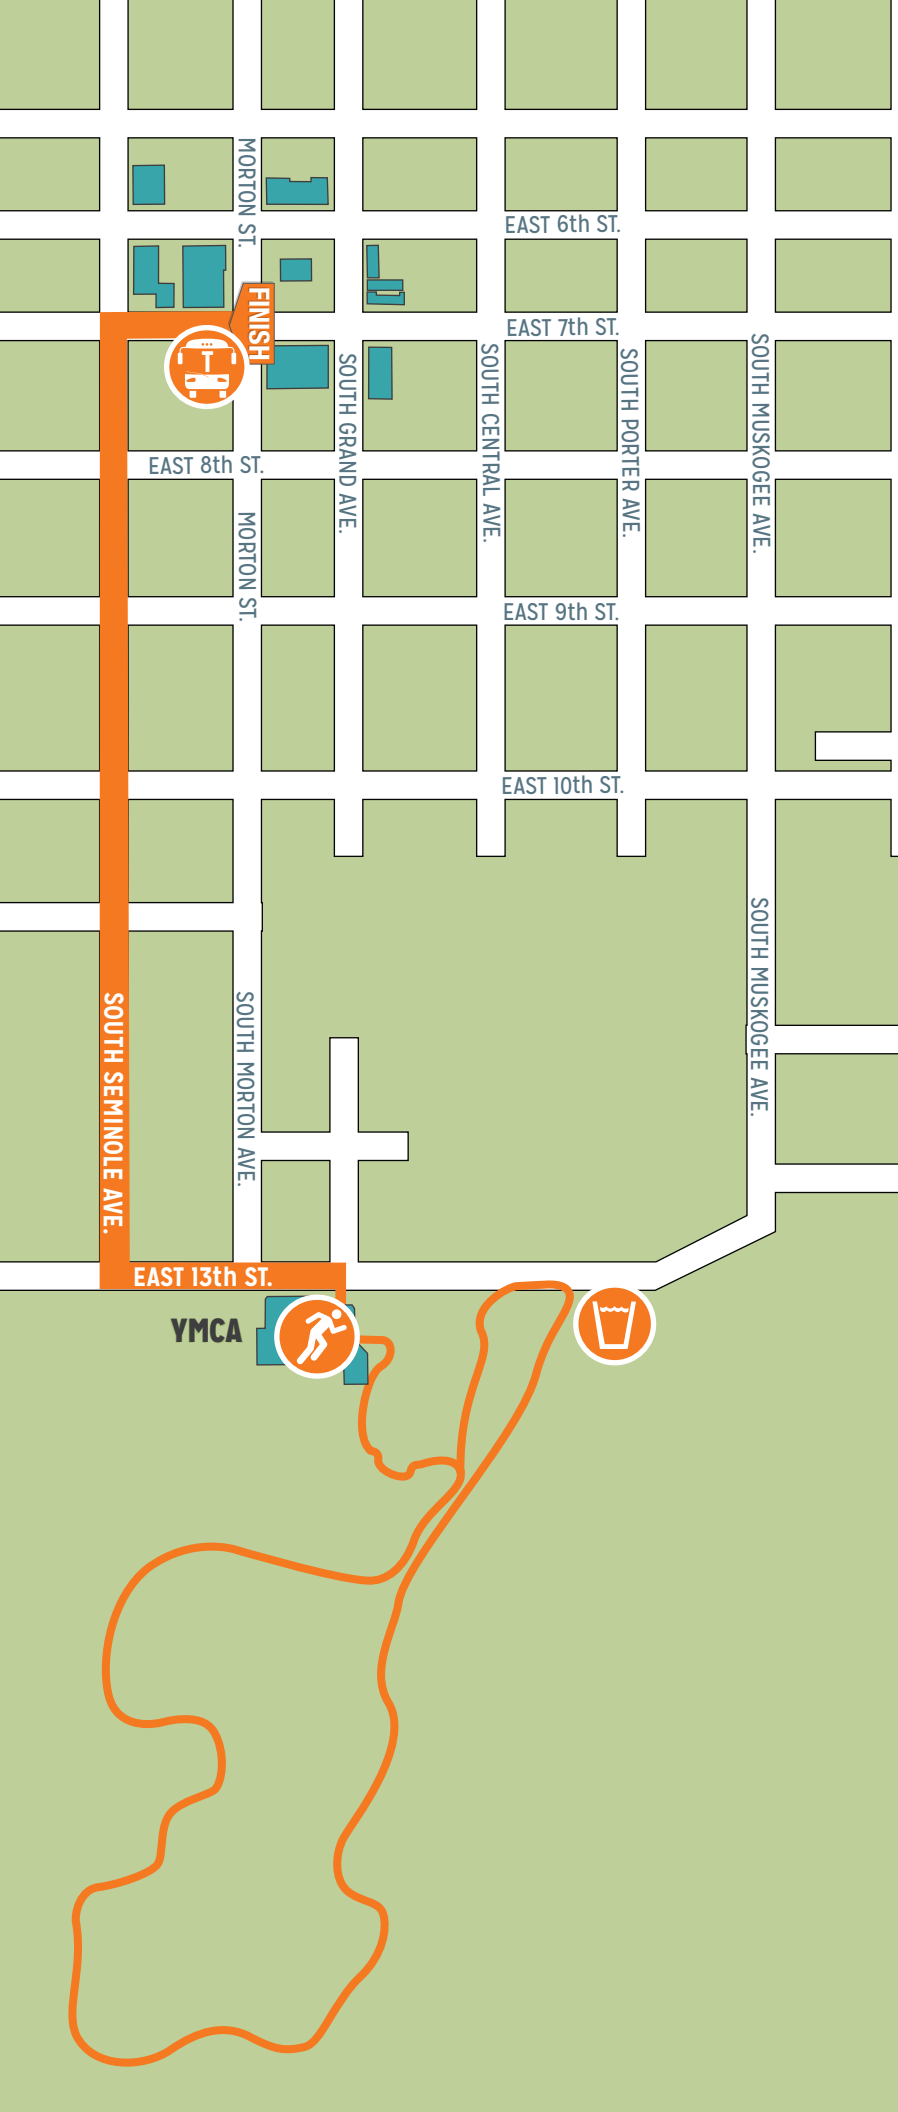 MORTON ST.
EAST 6th ST.
FINISH
EAST 7th ST.
T
SOUTH GRAND AVE.
SOUTH CENTRAL AVE.
SOUTH PORTER AVE.
SOUTH MUSKOGEE AVE.
EAST 8th ST.
MORTON ST.
EAST 9th ST.
EAST 10th ST.
SOUTH MUSKOGEE AVE.
SOUTH SEMINOLE AVE.
SOUTH MORTON AVE.
EAST 13th ST.
YMCA